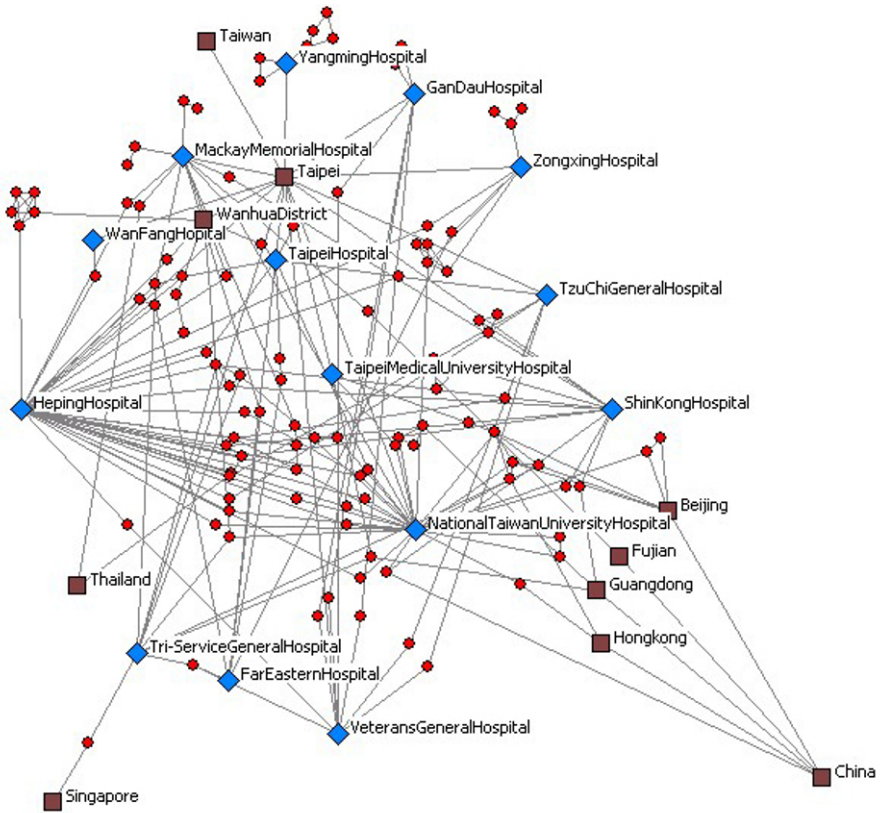 Taiwan
YangmingHospital
GanDauHospital
MackayMemorialHospital
ZongxingHospital
Taipei
WanhuaDistrict
WanFangHopital
TaipeiHospital
TzuChiGeneralHospital
TaipeiMedicalUniversityHospital
HepingHospital
ShinKongHospital
Beijing
NationalTaiwanUniversityHospital
Fujian
Thailand
Guangdong
Hongkong
Tri-ServiceGeneralHospital
FarEasternHospital
VeteransGeneralHospital
China
Singapore